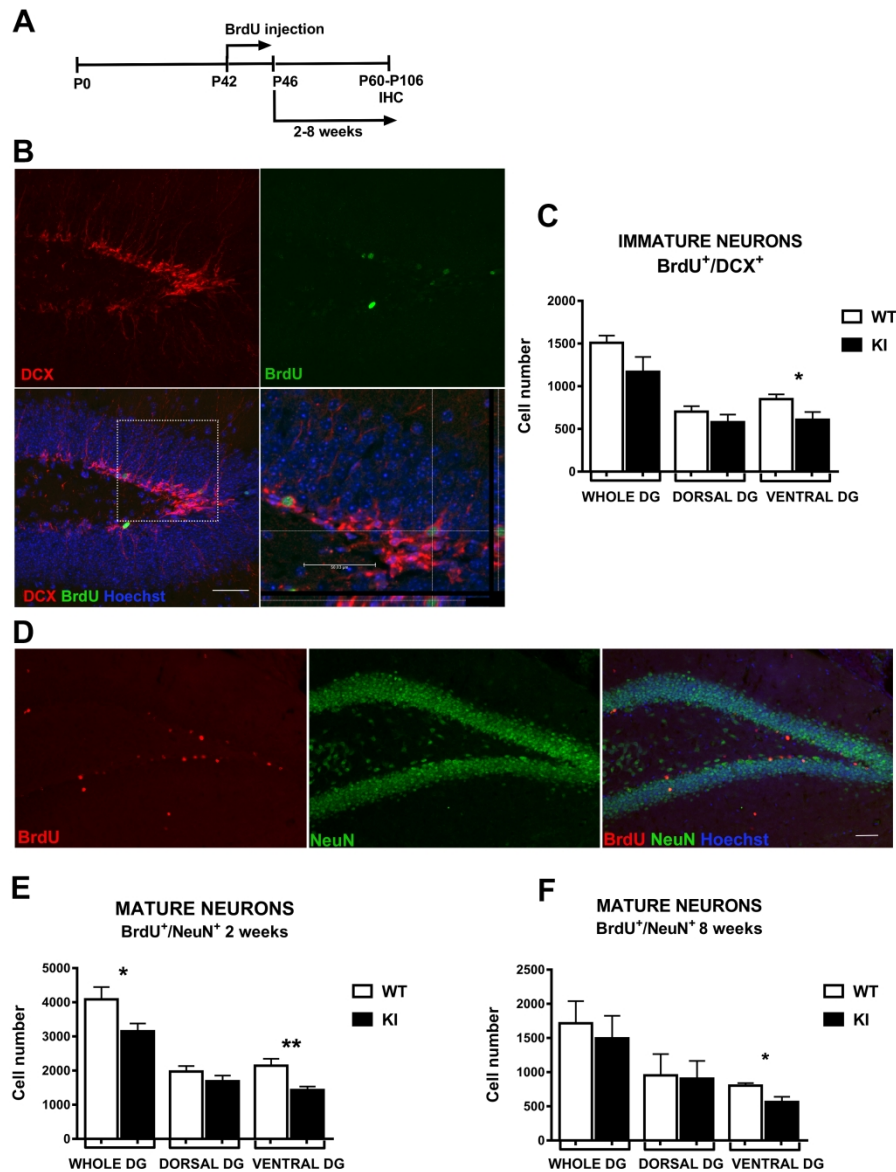 A
BrdU injection
P0
P42
P46
P60-P106
IHC
2-8 weeks
B
DCX
BrdU
DCX BrdU Hoechst
C
IMMATURE NEURONS
BrdU⁺/DCX⁺
Cell number
2000
1500
1000
500
0
WHOLE DG DORSAL DG VENTRAL DG
*
WT
KI
D
BrdU
NeuN
BrdU NeuN Hoechst
E
MATURE NEURONS
BrdU⁺/NeuN⁺ 2 weeks
Cell number
5000
4000
3000
2000
1000
0
*
**
WHOLE DG DORSAL DG VENTRAL DG
WT
KI
F
MATURE NEURONS
BrdU⁺/NeuN⁺ 8 weeks
Cell number
2500
2000
1500
1000
500
0
*
WHOLE DG DORSAL DG VENTRAL DG
WT
KI